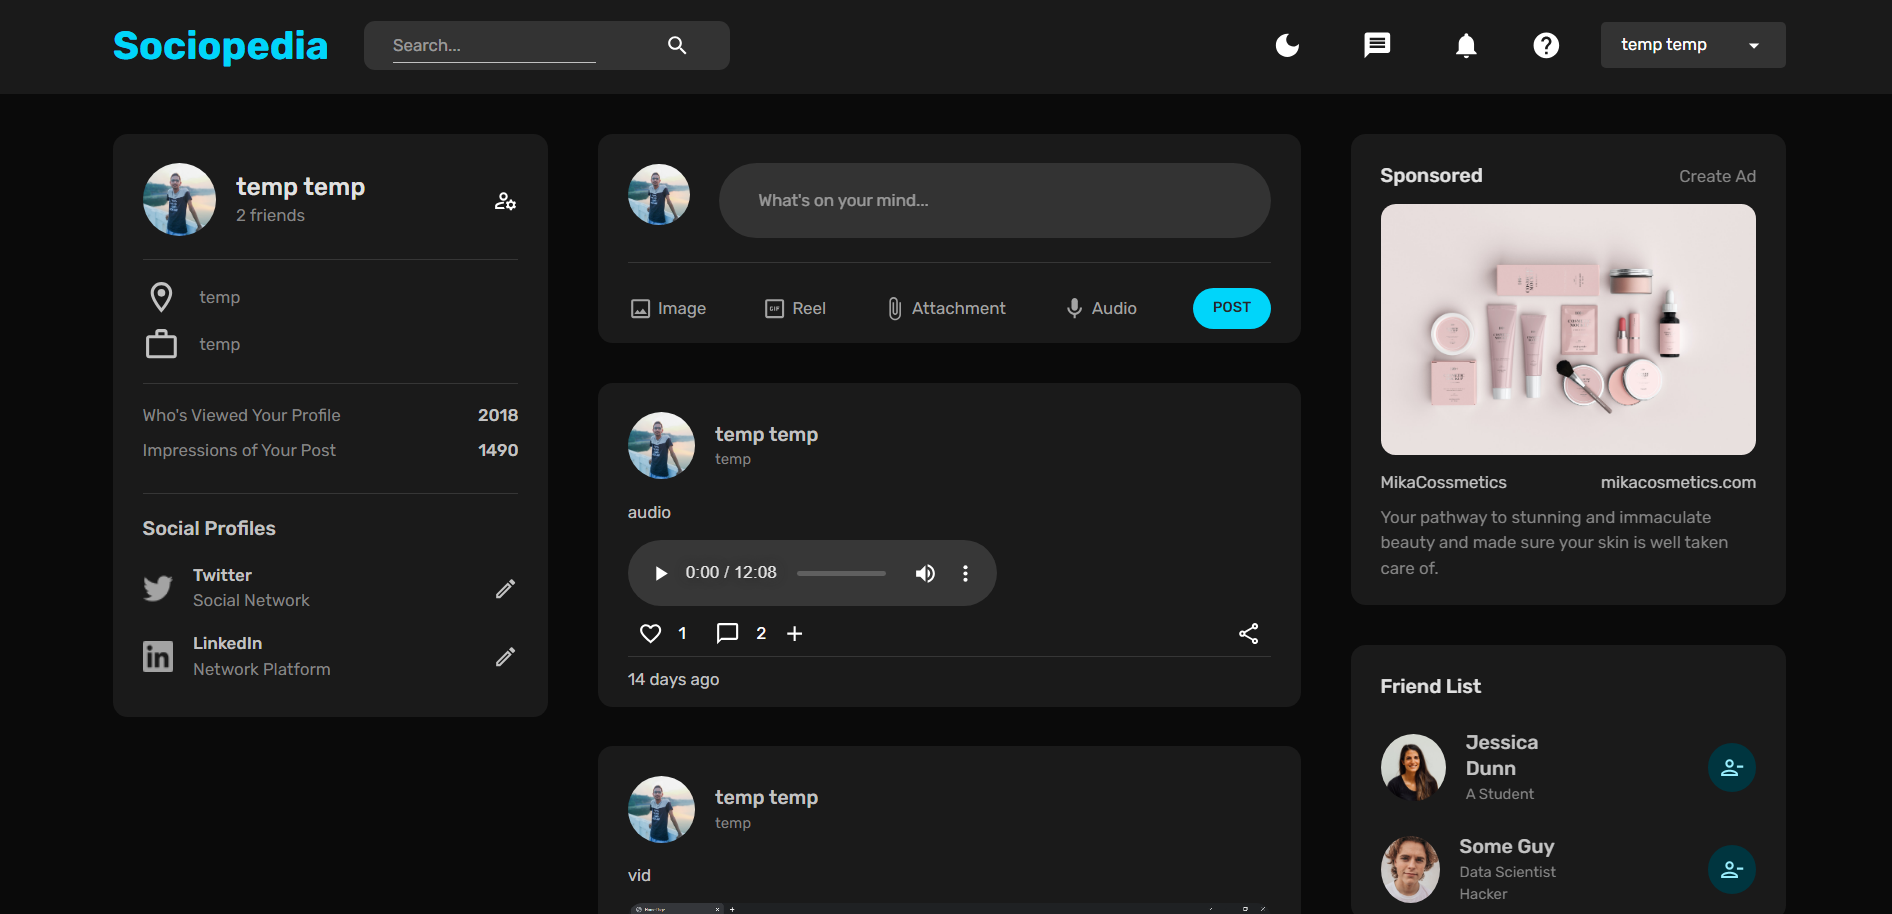 Sociopedia
Search...
temp temp
temp temp
2 friends
temp
temp
Who's Viewed Your Profile 2018
Impressions of Your Post 1490
Social Profiles
Twitter
Social Network
LinkedIn
Network Platform
What's on your mind...
Image Reel Attachment Audio POST
temp temp
temp
audio
0:00 / 12:08
1 2
14 days ago
temp temp
temp
vid
Sponsored Create Ad
MikaCossmetics mikacosmetics.com
Your pathway to stunning and immaculate
beauty and made sure your skin is well taken
care of.
Friend List
Jessica
Dunn
A Student
Some Guy
Data Scientist
Hacker